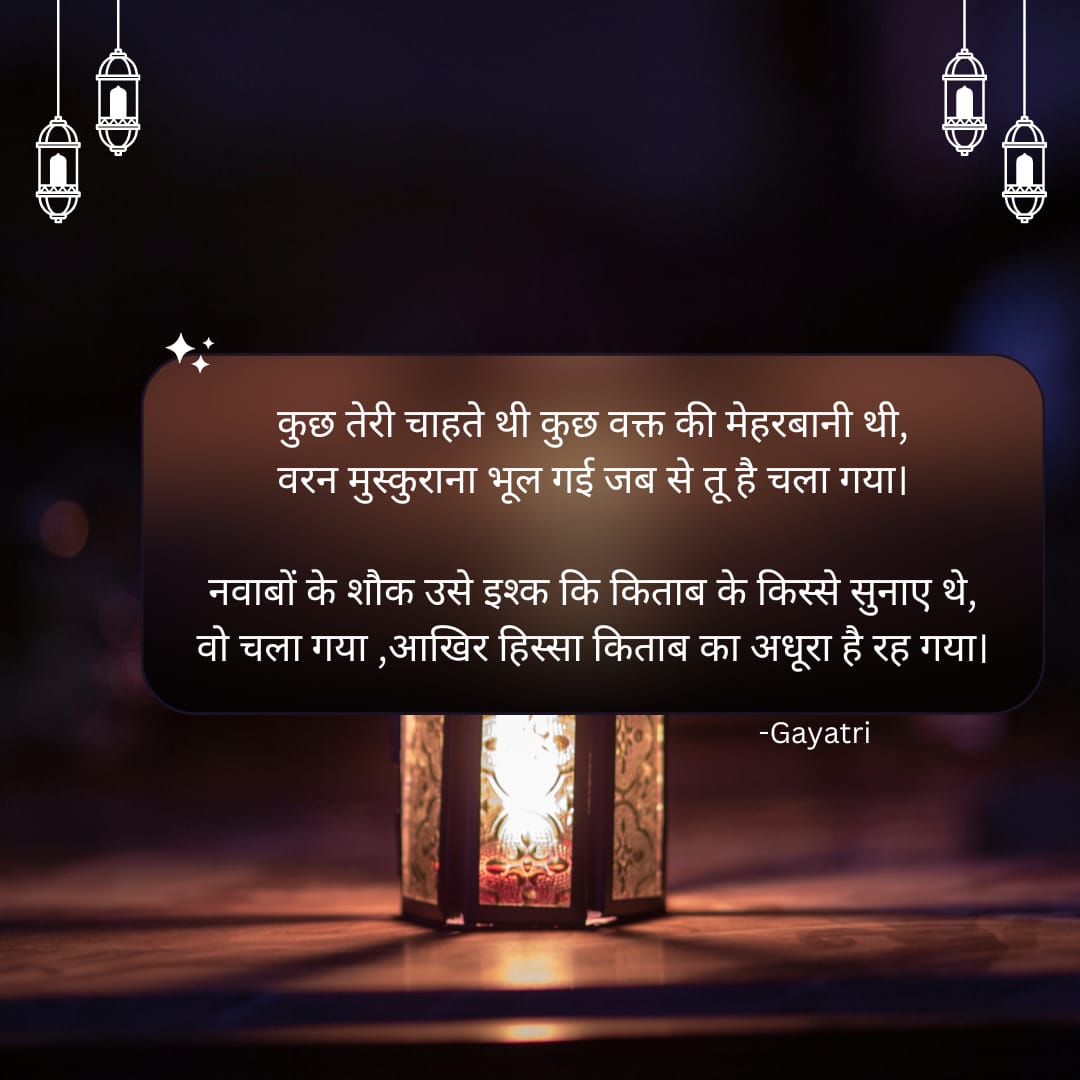 कुछ तेरी चाहते थी कुछ वक्त की मेहरबानी थी,
वरन मुस्कुराना भूल गई जब से तू है चला गया|
नवाबों के शौक उसे इश्क कि किताब के किस्से सुनाए थे,
वो चला गया ,आखिर हिस्सा किताब का अधूरा है रह गया|
-Gayatri